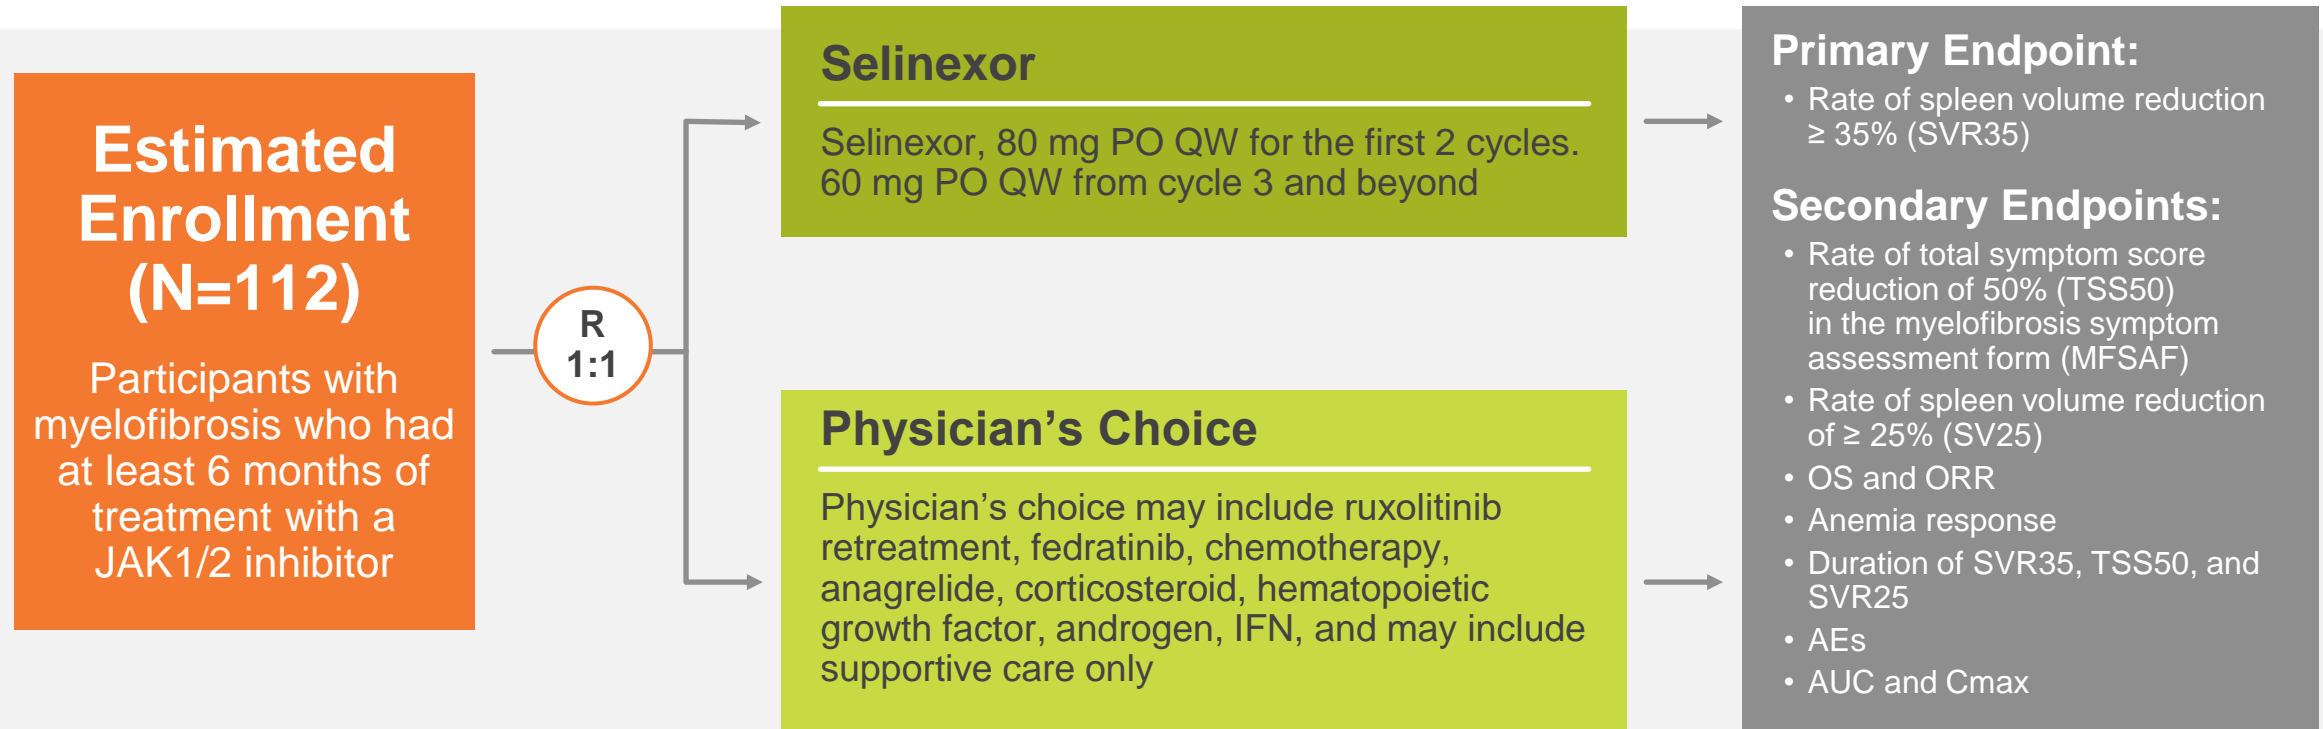 Estimated
Enrollment
(N=112)
Participants with
myelofibrosis who had
at least 6 months of
treatment with a
JAK1/2 inhibitor
R
1:1
Selinexor
Selinexor, 80 mg PO QW for the first 2 cycles.
60 mg PO QW from cycle 3 and beyond
Physician’s Choice
Physician’s choice may include ruxolitinib
retreatment, fedratinib, chemotherapy,
anagrelide, corticosteroid, hematopoietic
growth factor, androgen, IFN, and may include
supportive care only
Primary Endpoint:
• Rate of spleen volume reduction
≥ 35% (SVR35)
Secondary Endpoints:
• Rate of total symptom score
reduction of 50% (TSS50)
in the myelofibrosis symptom
assessment form (MFSAF)
• Rate of spleen volume reduction
of ≥ 25% (SV25)
• OS and ORR
• Anemia response
• Duration of SVR35, TSS50, and
SVR25
• AEs
• AUC and Cmax